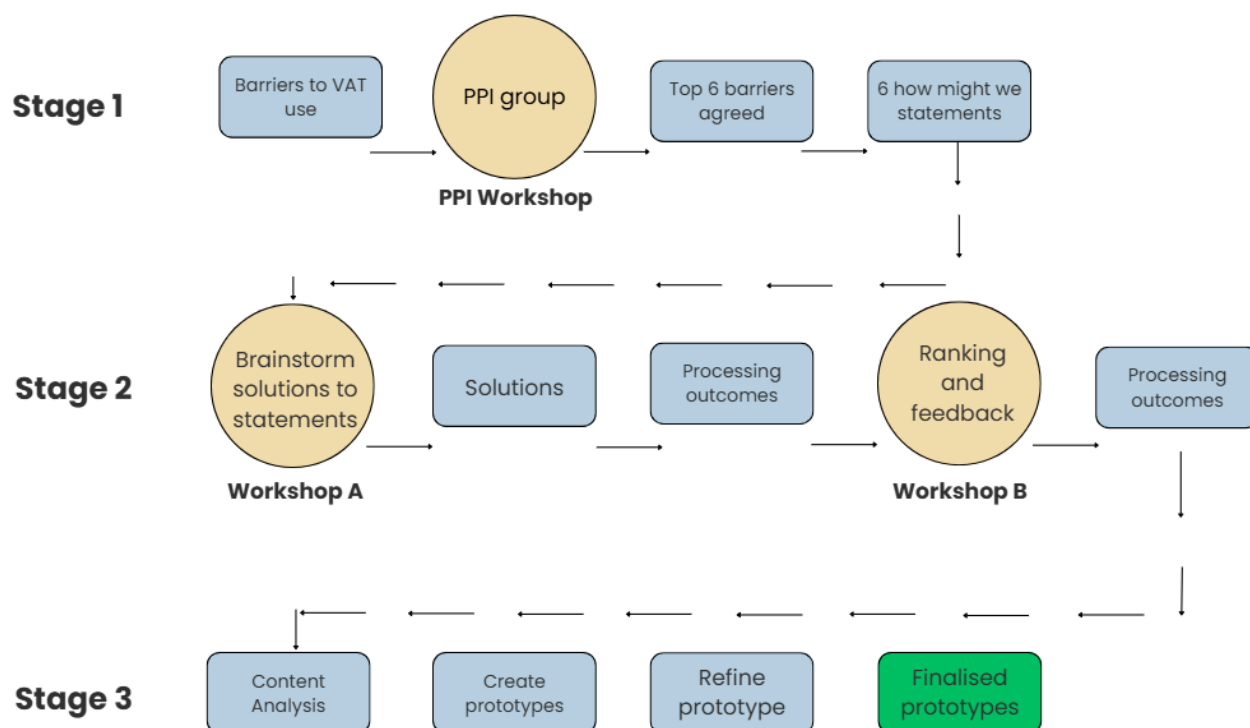 Stage 1
Barriers to VAT
use
PPI group
PPI Workshop
Top 6 barriers
agreed
6 how might we
statements
Stage 2
Brainstorm
solutions to
statements
Workshop A
Solutions
Processing
outcomes
Ranking
and
feedback
Workshop B
Processing
outcomes
Stage 3
Content
Analysis
Create
prototypes
Refine
prototype
Finalised
prototypes